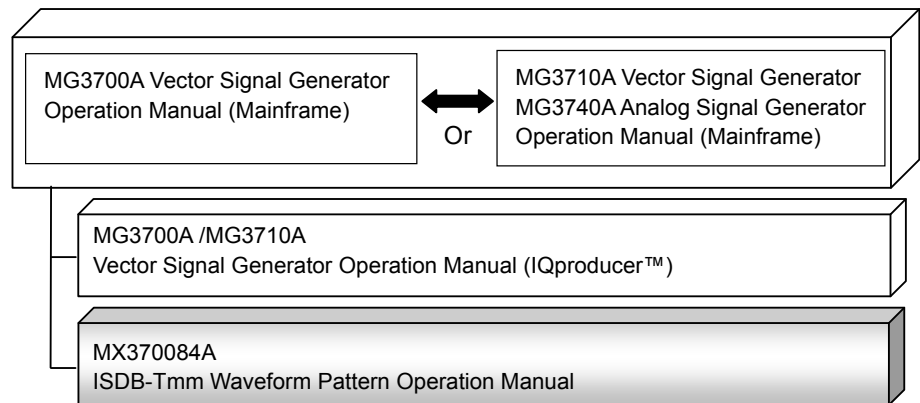 MG3700A Vector Signal Generator
Operation Manual (Mainframe)
Or
MG3710A Vector Signal Generator
MG3740A Analog Signal Generator
Operation Manual (Mainframe)
MG3700A /MG3710A
Vector Signal Generator Operation Manual (IQproducer™)
MX370084A
ISDB-Tmm Waveform Pattern Operation Manual